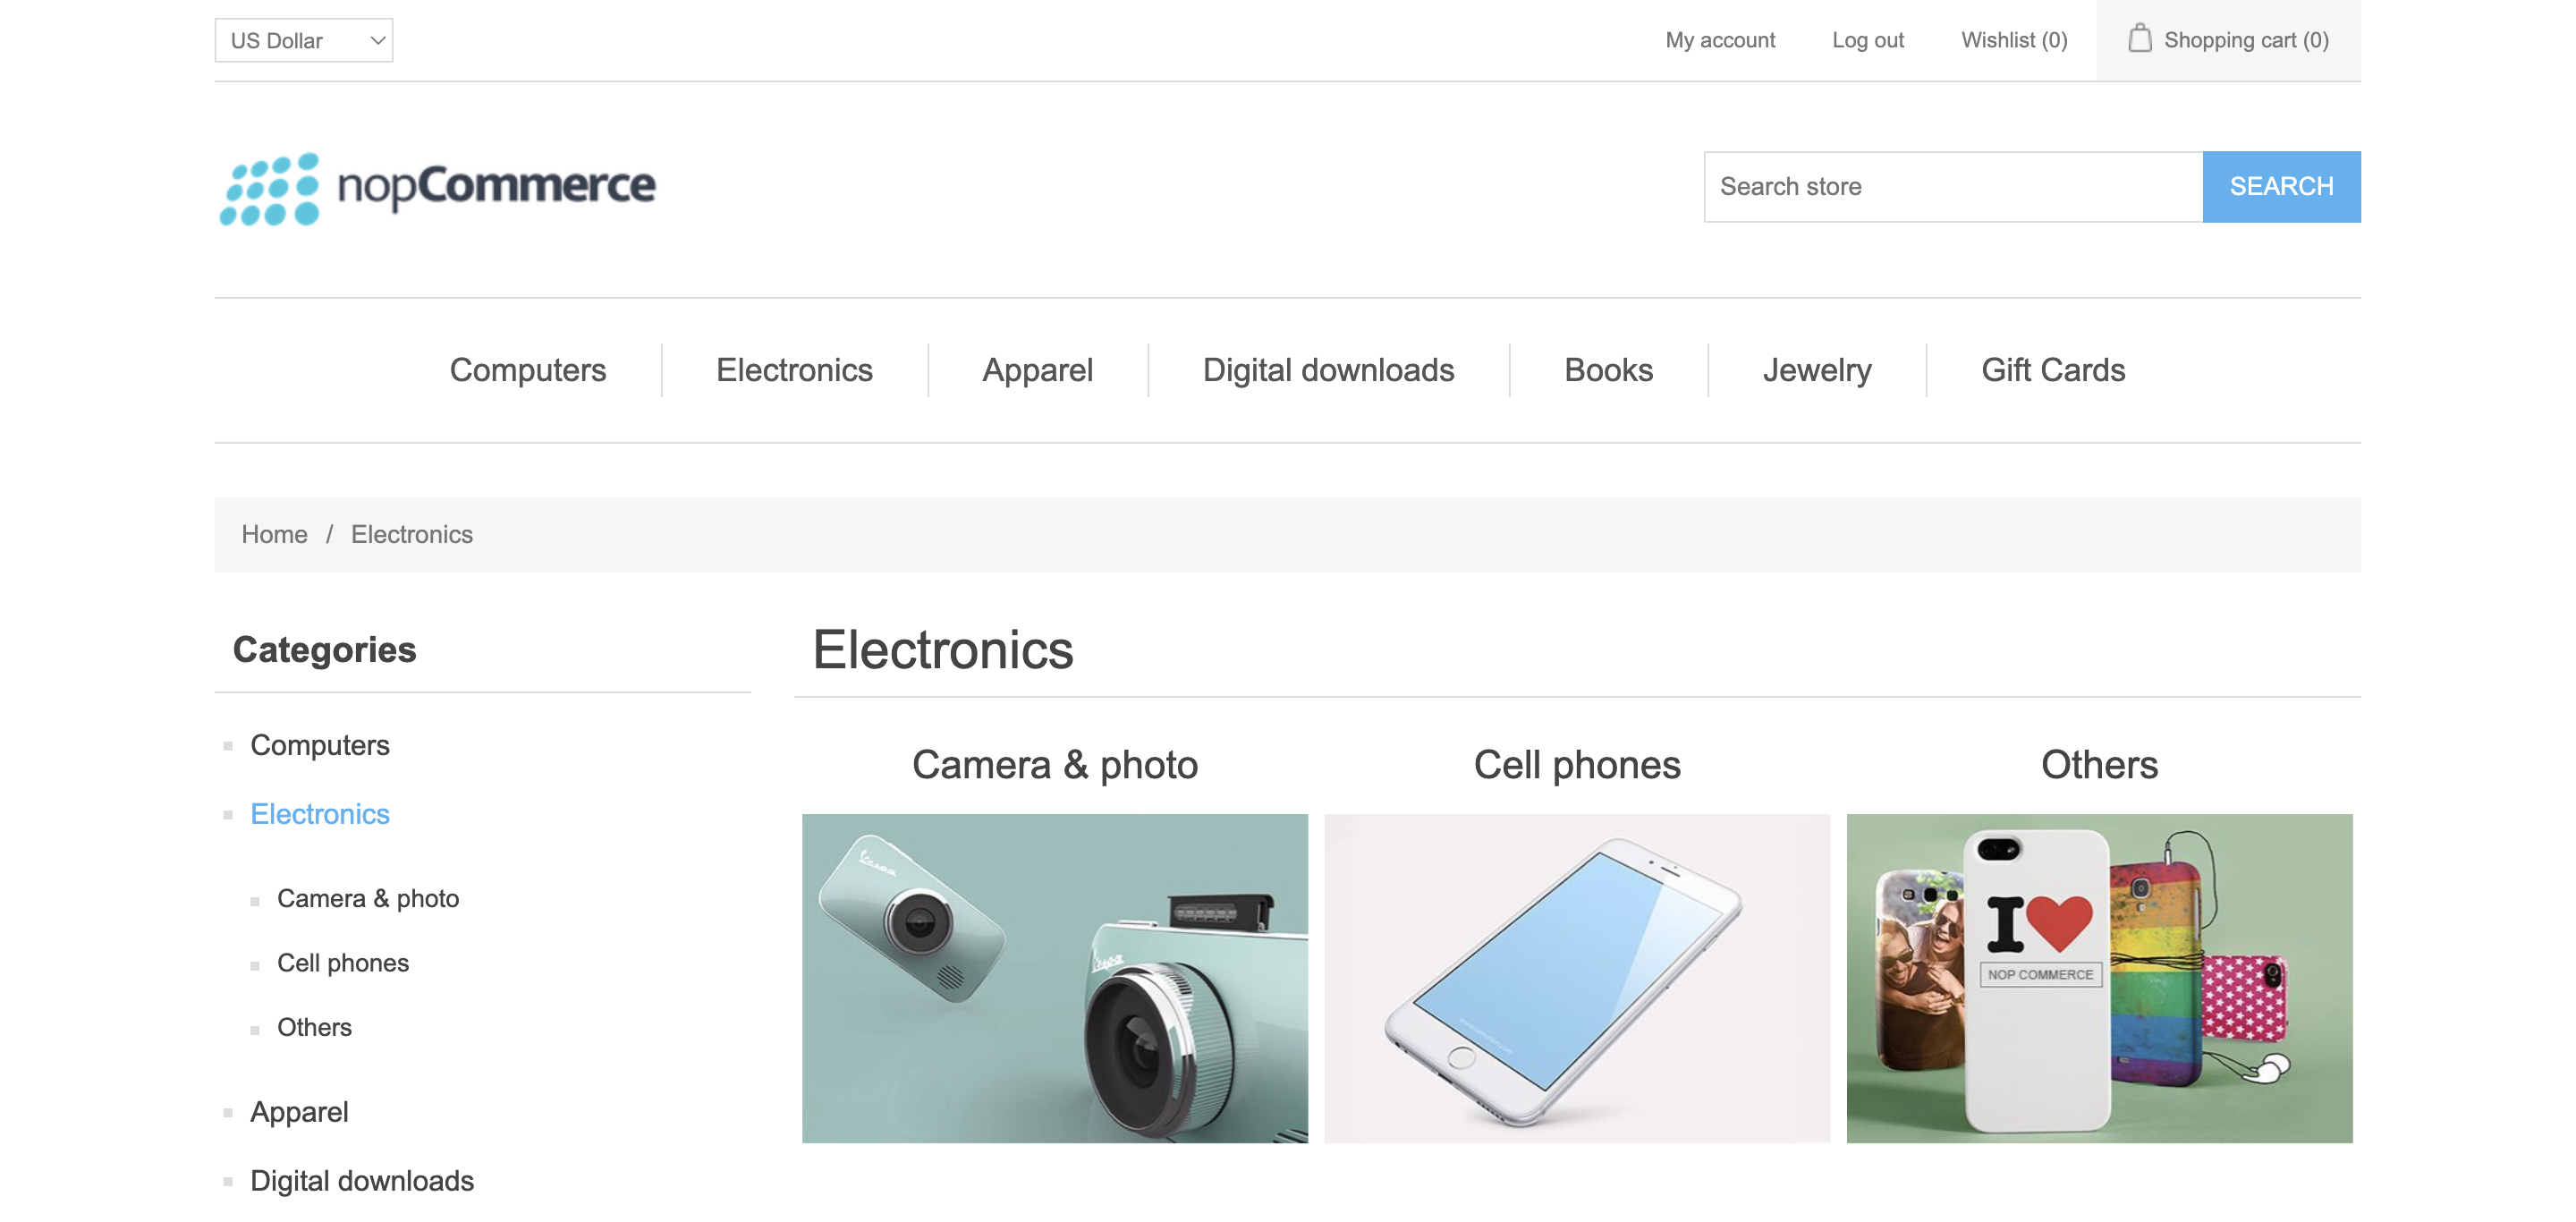 US Dollar
My account
Log out
Wishlist (0)
Shopping cart (0)
nopCommerce
Search store
SEARCH
Computers
Electronics
Apparel
Digital downloads
Books
Jewelry
Gift Cards
Home / Electronics
Categories
Computers
Electronics
Camera & photo
Cell phones
Others
Apparel
Digital downloads
Electronics
Camera & photo
Vespa
Vespa
Cell phones
Others
I
NOP COMMERCE